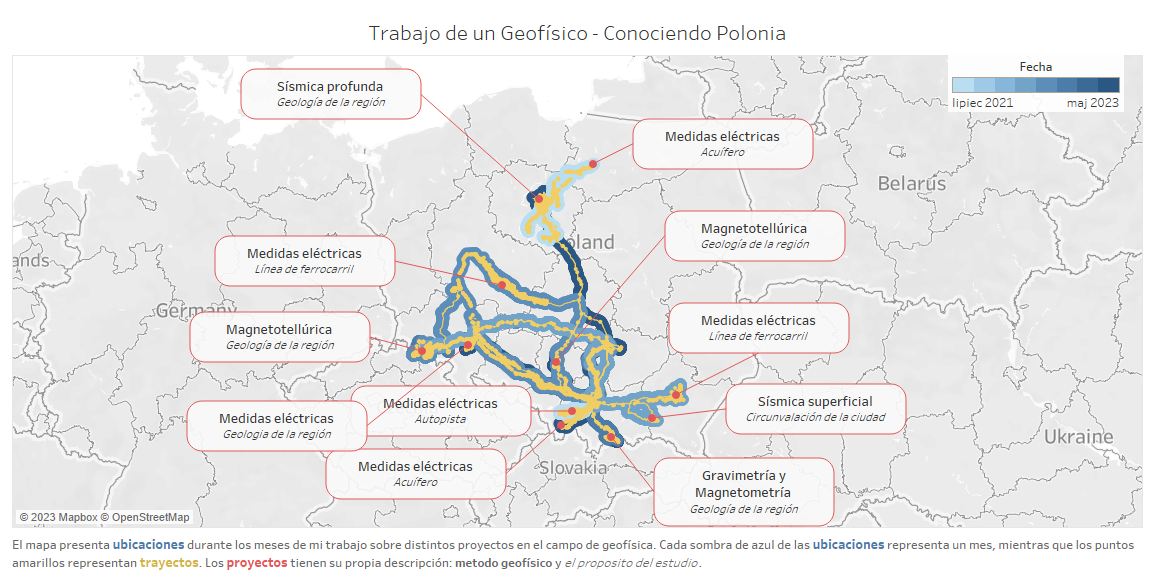 Trabajo de un Geofísico - Conociendo Polonia
Fecha
lipiec 2021
maj 2023
Sísmica profunda
Geología de la región
Medidas eléctricas
Acuífero
Belarus
Magnetotellúrica
Geología de la región
oland
Medidas eléctricas
Línea de ferrocarril
ands
Germany
Medidas eléctricas
Línea de ferrocarril
Magnetotellúrica
Geología de la región
Medidas eléctricas
Autopista
Sísmica superficial
Circunvalación de la ciudad
Medidas eléctricas
Geologia de la región
Ukraine
Medidas eléctricas
Acuífero
Slovakia
Gravimetría y
Magnetometría
Geología de la región
© 2023 Mapbox © OpenStreetMap
El mapa presenta ubicaciones durante los meses de mi trabajo sobre distintos proyectos en el campo de geofísica. Cada sombra de azul de las ubicaciones representa un mes, mientras que los puntos
amarillos representan trayectos. Los proyectos tienen su propia descripción: metodo geofísico y el proposito del estudio.